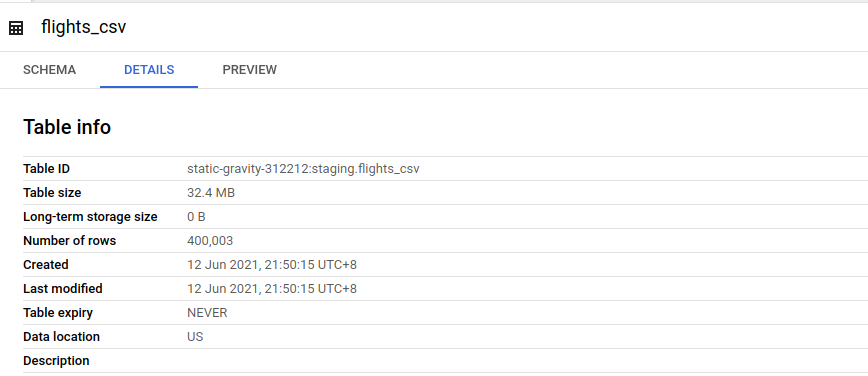 flights_csv
SCHEMA DETAILS PREVIEW
Table info
Table ID static-gravity-312212:staging.flights_csv
Table size 32.4 MB
Long-term storage size 0 B
Number of rows 400,003
Created 12 Jun 2021, 21:50:15 UTC+8
Last modified 12 Jun 2021, 21:50:15 UTC+8
Table expiry NEVER
Data location US
Description